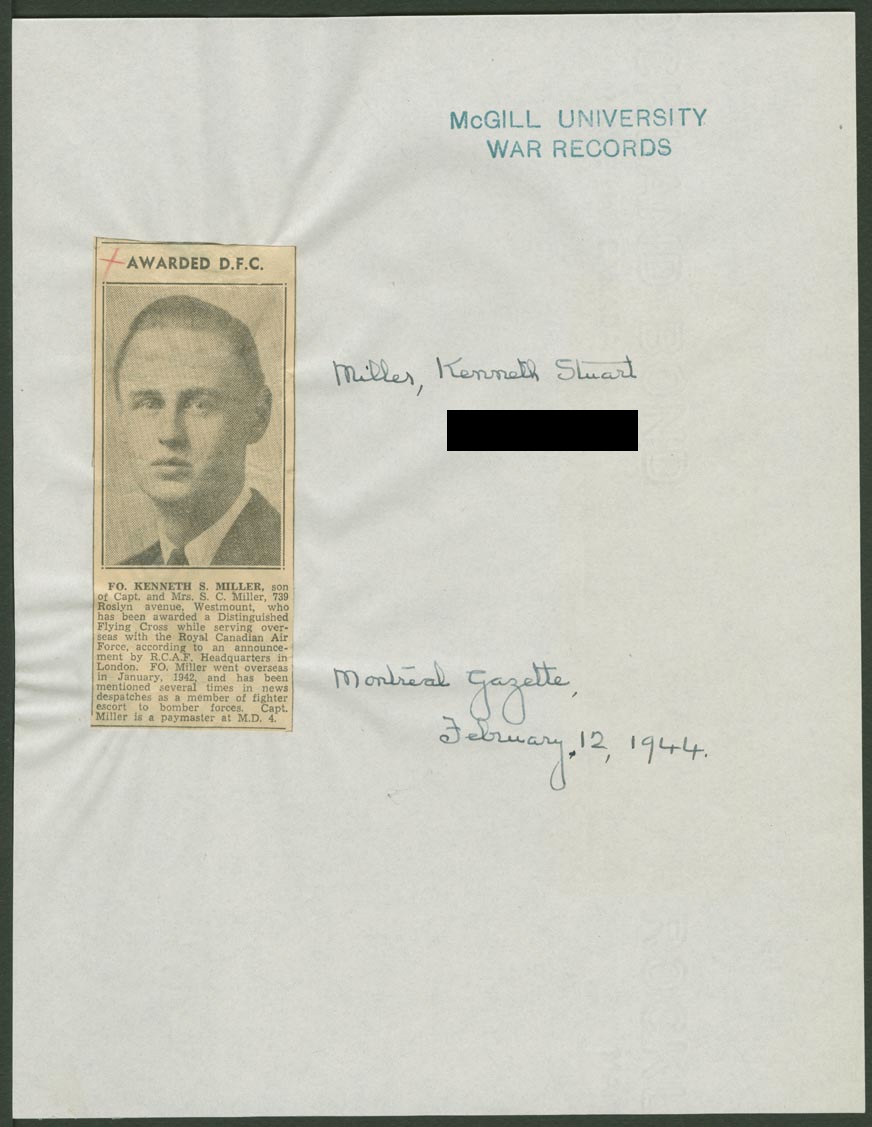 McGILL UNIVERSITY
WAR RECORDS
AWARDED D.F.C.
Miller, Kenneth Stuart
FO. KENNETH S. MILLER, son
of Capt. and Mrs. S. C. Miller, 739
Roslyn avenue, Westmount, who
has been awarded a Distinguished
Flying Cross while serving over-
seas with the Royal Canadian Air
Force, according to an announce-
ment by R.C.A.F. Headquarters in
London. FO. Miller went overseas
in January, 1942, and has been
mentioned several times in news
despatches as a member of fighter
escort to bomber forces. Capt.
Miller is a paymaster at M.D. 4.
Montreal Gazette,
February 12, 1944.